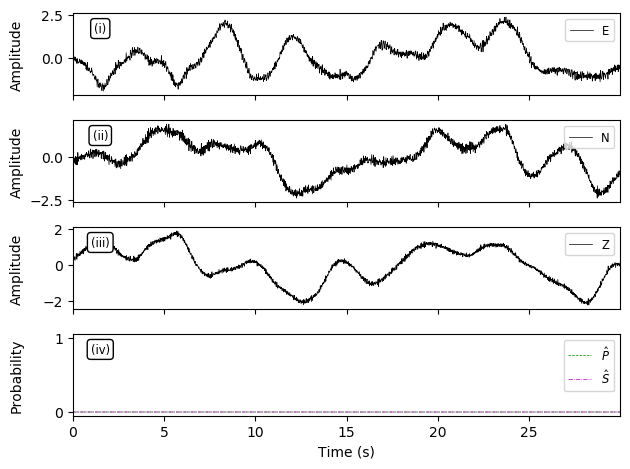 2.5
0.0
Amplitude
(i)
E
0.0
−2.5
Amplitude
(ii)
N
2
0
−2
Amplitude
(iii)
Z
1
0
Probability
(iv)
P̂
Ŝ
0 5 10 15 20 25
Time (s)